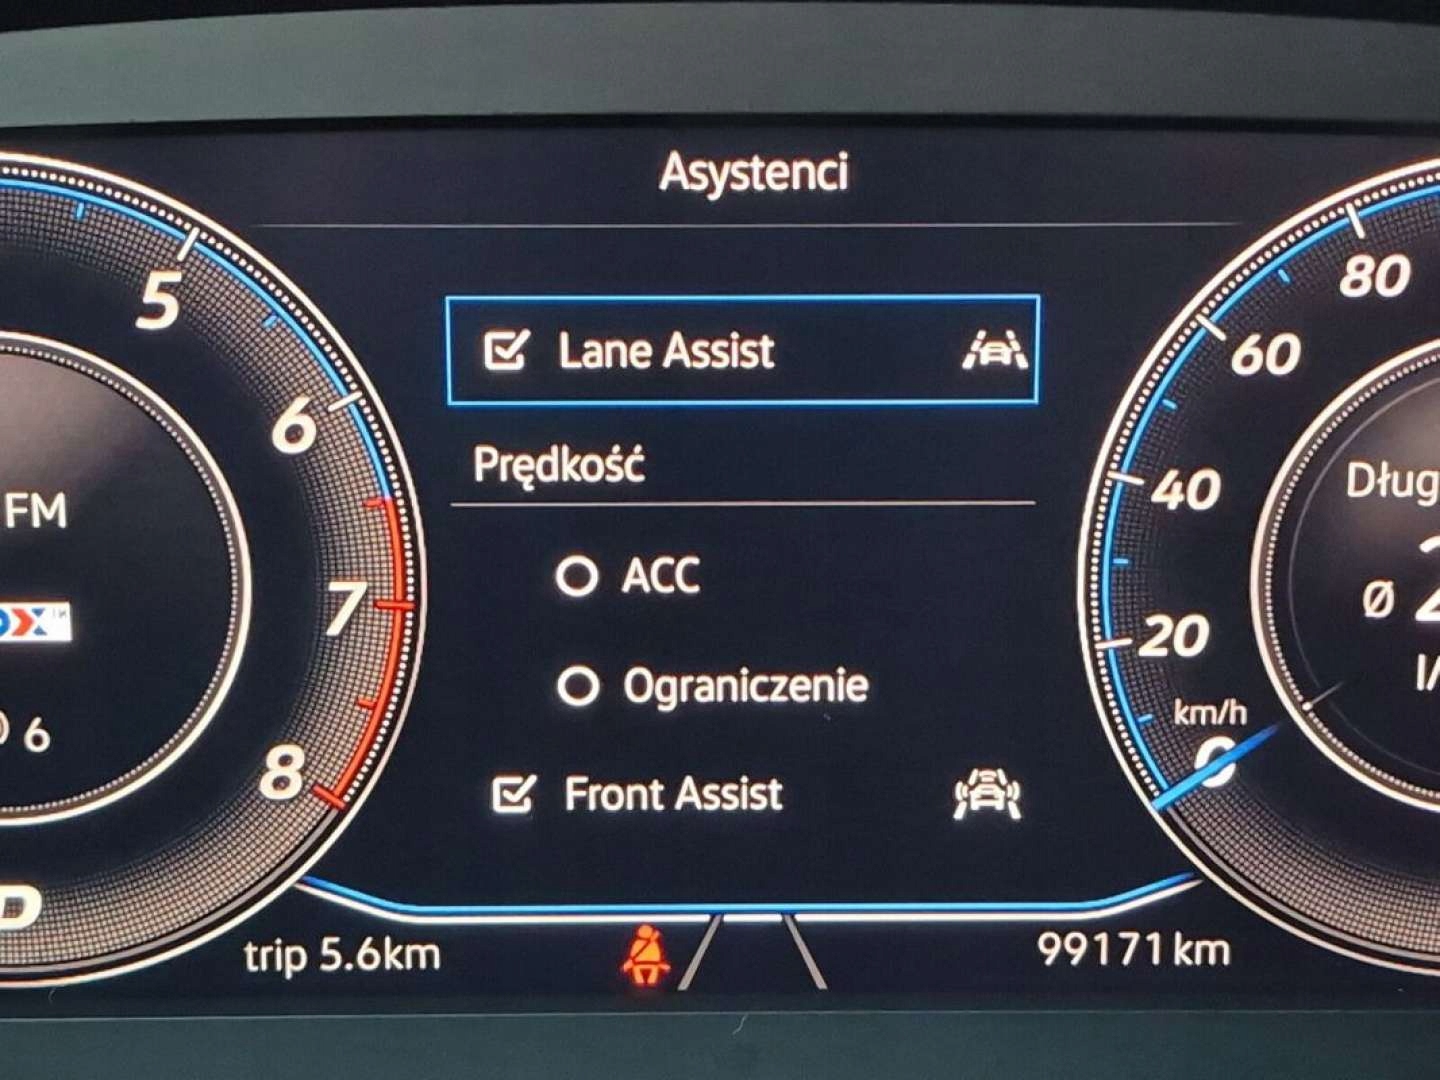 Asystenci
Lane Assist
Prędkość
ACC
Ograniczenie
Front Assist
5
6
7
8
FM
6
80
60
40
20
km/h
0
Ø
trip 5.6km
99171 km